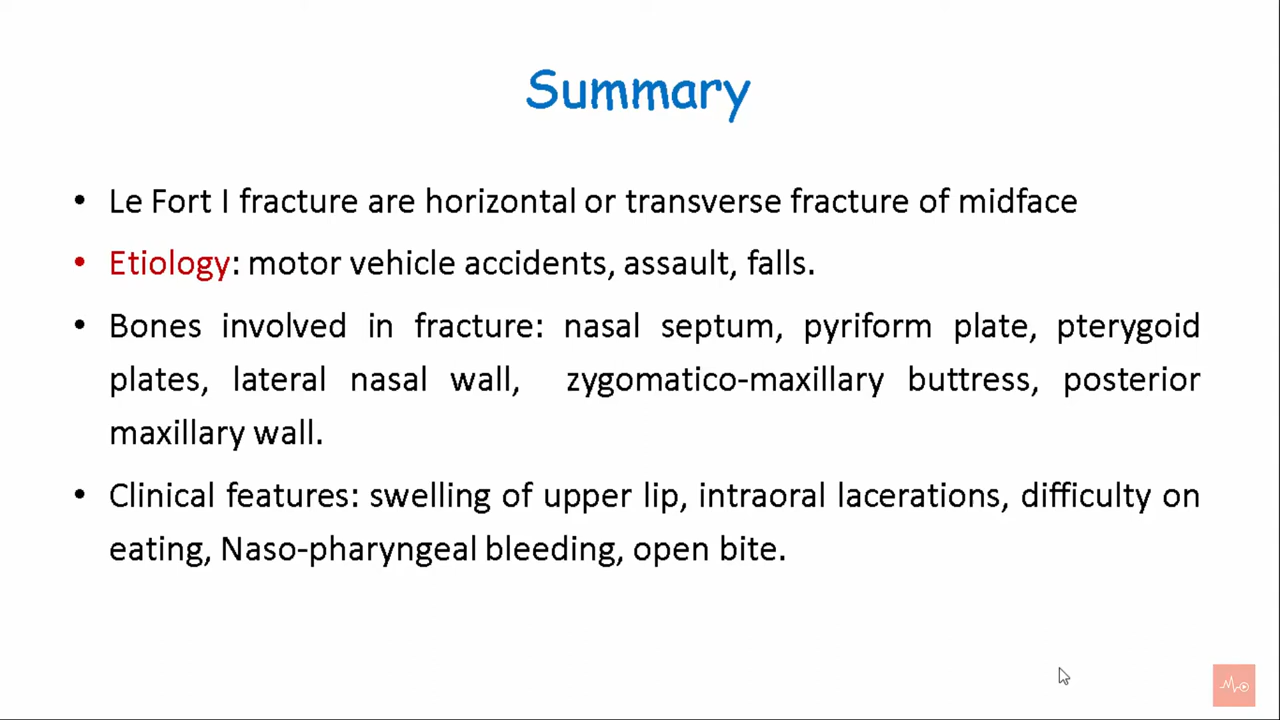 Summary
• Le Fort I fracture are horizontal or transverse fracture of midface
• Etiology: motor vehicle accidents, assault, falls.
• Bones involved in fracture: nasal septum, pyriform plate, pterygoid
plates, lateral nasal wall, zygomatico-maxillary buttress, posterior
maxillary wall.
• Clinical features: swelling of upper lip, intraoral lacerations, difficulty on
eating, Naso-pharyngeal bleeding, open bite.